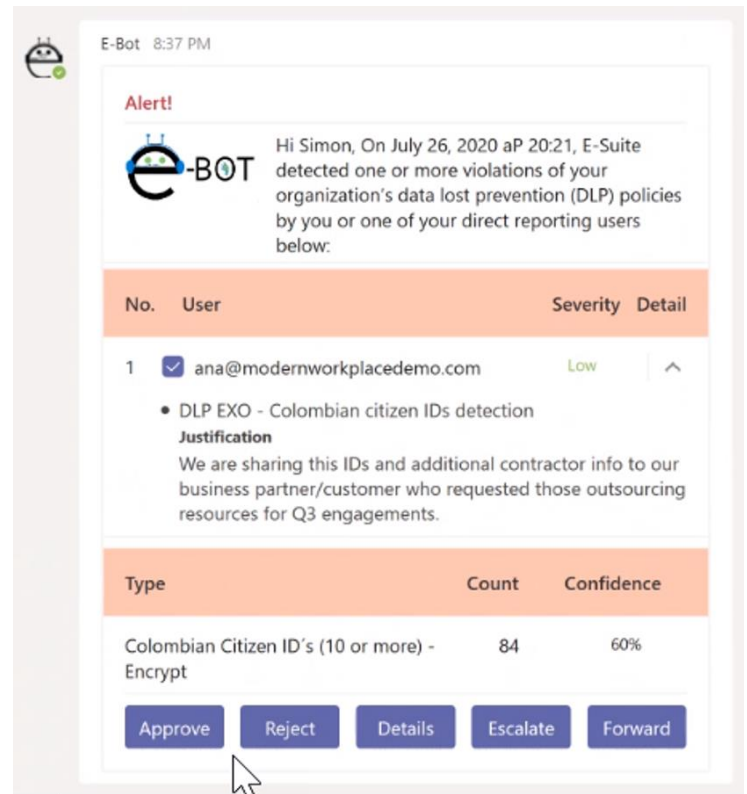 E-Bot 8:37 PM
Alert!
e-BOT
Hi Simon, On July 26, 2020 aP 20:21, E-Suite
detected one or more violations of your
organization's data lost prevention (DLP) policies
by you or one of your direct reporting users
below:
No. User Severity Detail
1 ana@modernworkplacedemo.com Low
• DLP EXO - Colombian citizen IDs detection
Justification
We are sharing this IDs and additional contractor info to our
business partner/customer who requested those outsourcing
resources for Q3 engagements.
Type Count Confidence
Colombian Citizen ID´s (10 or more) - 84 60%
Encrypt
Approve Reject Details Escalate Forward